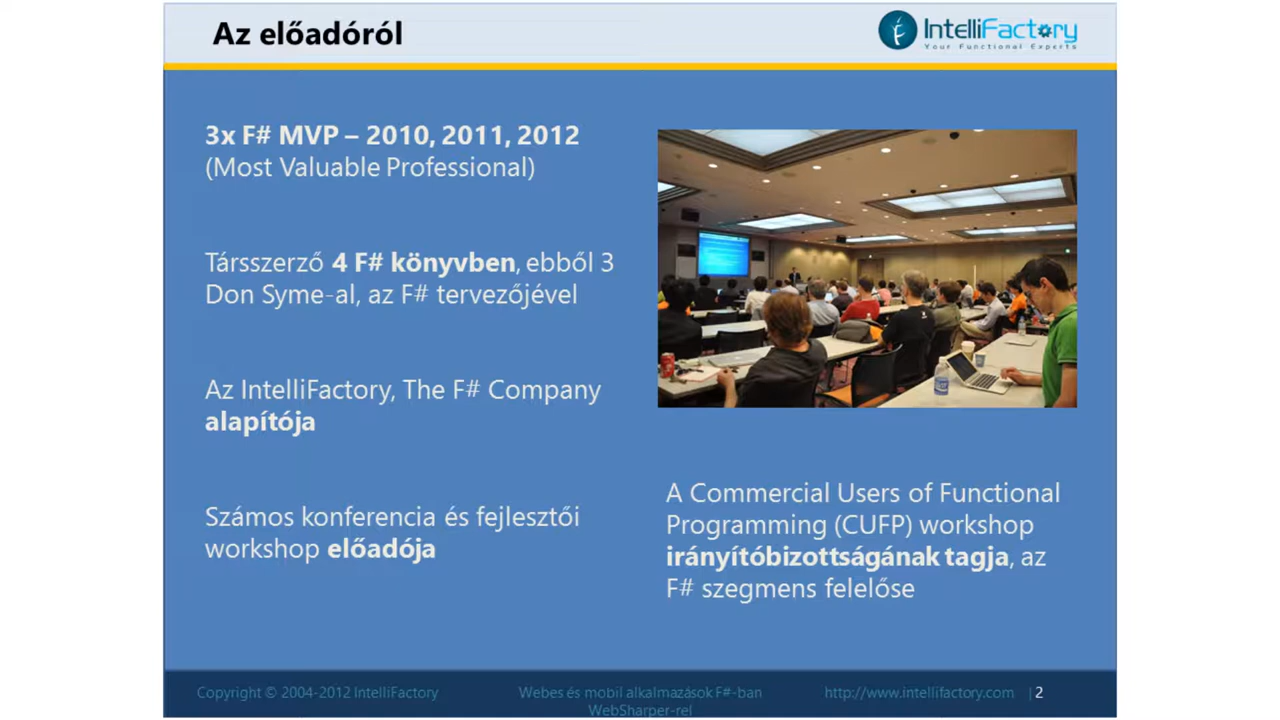 Az előadóról
IntelliFactory
Your Functional Experts
3x F# MVP – 2010, 2011, 2012
(Most Valuable Professional)
Társszerző 4 F# könyvben, ebből 3
Don Syme-al, az F# tervezőjével
Az IntelliFactory, The F# Company
alapítója
Számos konferencia és fejlesztői
workshop előadója
A Commercial Users of Functional
Programming (CUFP) workshop
irányítóbizottságának tagja, az
F# szegmens felelőse
Copyright © 2004-2012 IntelliFactory
Webes és mobil alkalmazások F#-ban
WebSharper-rel
http://www.intellifactory.com | 2